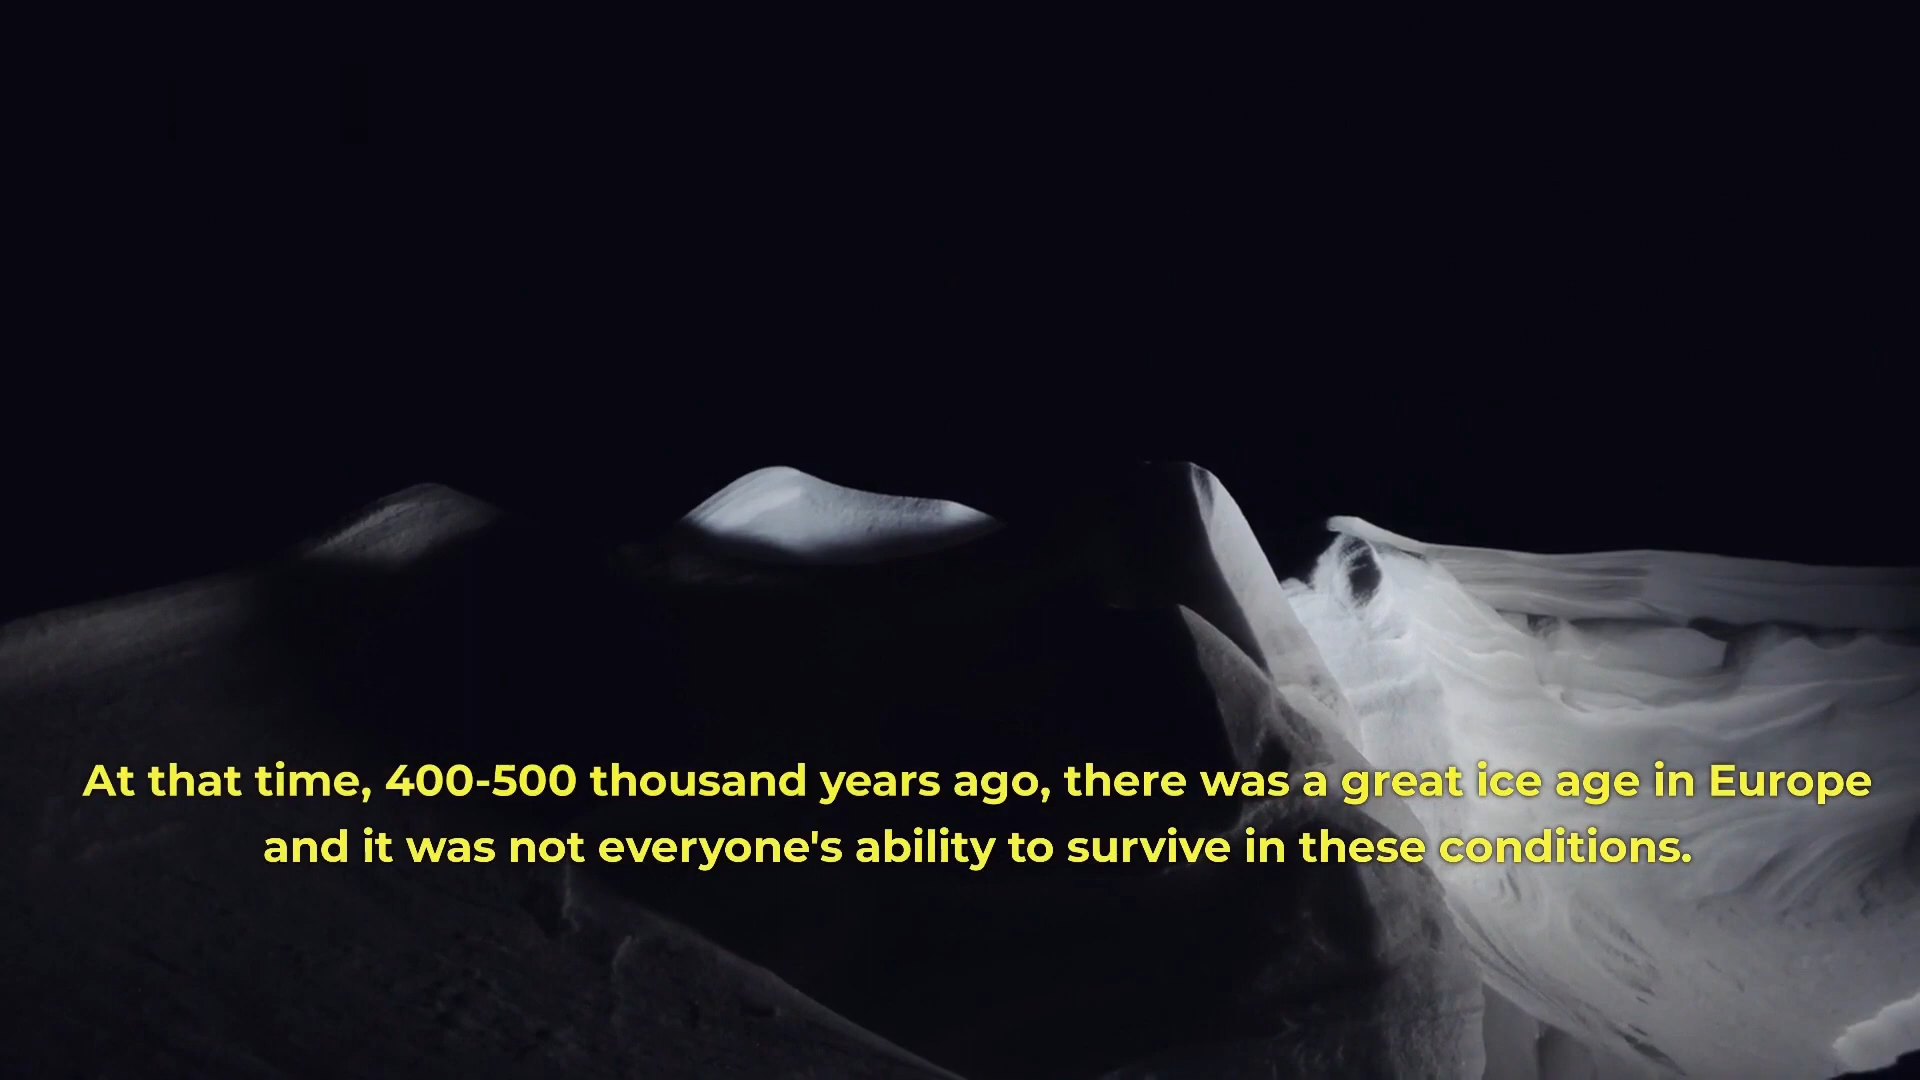 At that time, 400-500 thousand years ago, there was a great ice age in Europe
and it was not everyone's ability to survive in these conditions.